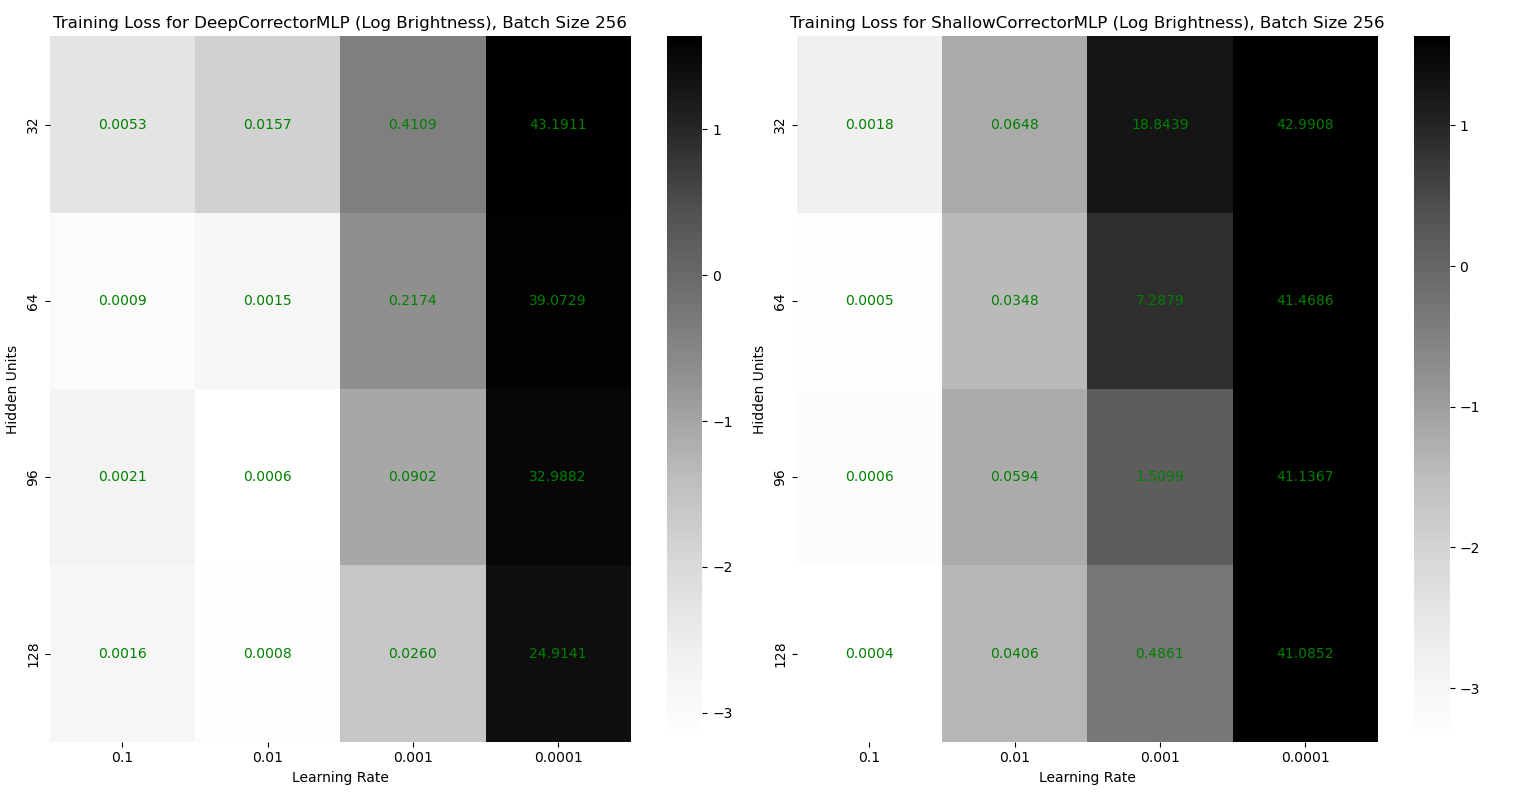 Training Loss for DeepCorrectorMLP (Log Brightness), Batch Size 256
Hidden Units
32
0.0053 0.0157 0.4109 43.1911
64
0.0009 0.0015 0.2174 39.0729
96
0.0021 0.0006 0.0902 32.9882
128
0.0016 0.0008 0.0260 24.9141
0.1 0.01 0.001 0.0001
Learning Rate
1
0
−1
−2
−3
Training Loss for ShallowCorrectorMLP (Log Brightness), Batch Size 256
Hidden Units
32
0.0018 0.0648 18.8439 42.9908
64
0.0005 0.0348 7.2879 41.4686
96
0.0006 0.0594 1.5099 41.1367
128
0.0004 0.0406 0.4861 41.0852
0.1 0.01 0.001 0.0001
Learning Rate
1
0
−1
−2
−3